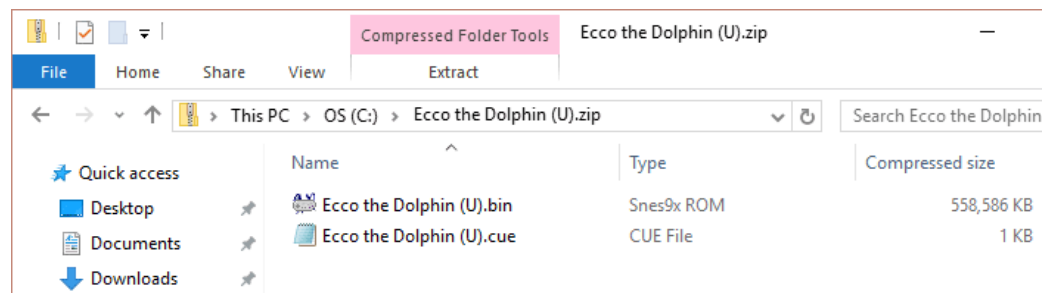 Compressed Folder Tools Ecco the Dolphin (U).zip
File Home Share View Extract
This PC > OS (C:) > Ecco the Dolphin (U).zip Search Ecco the Dolphin
Quick access Name Type Compressed size
Desktop Ecco the Dolphin (U).bin Snes9x ROM 558,586 KB
Documents Ecco the Dolphin (U).cue CUE File 1 KB
Downloads